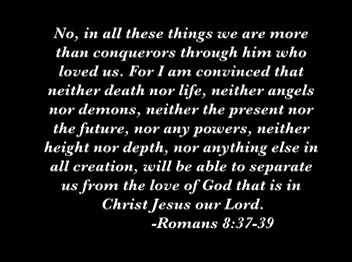 No, in all these things we are more
than conquerors through him who
loved us. For I am convinced that
neither death nor life, neither angels
nor demons, neither the present nor
the future, nor any powers, neither
height nor depth, nor anything else in
all creation, will be able to separate
us from the love of God that is in
Christ Jesus our Lord.
-Romans 8:37-39